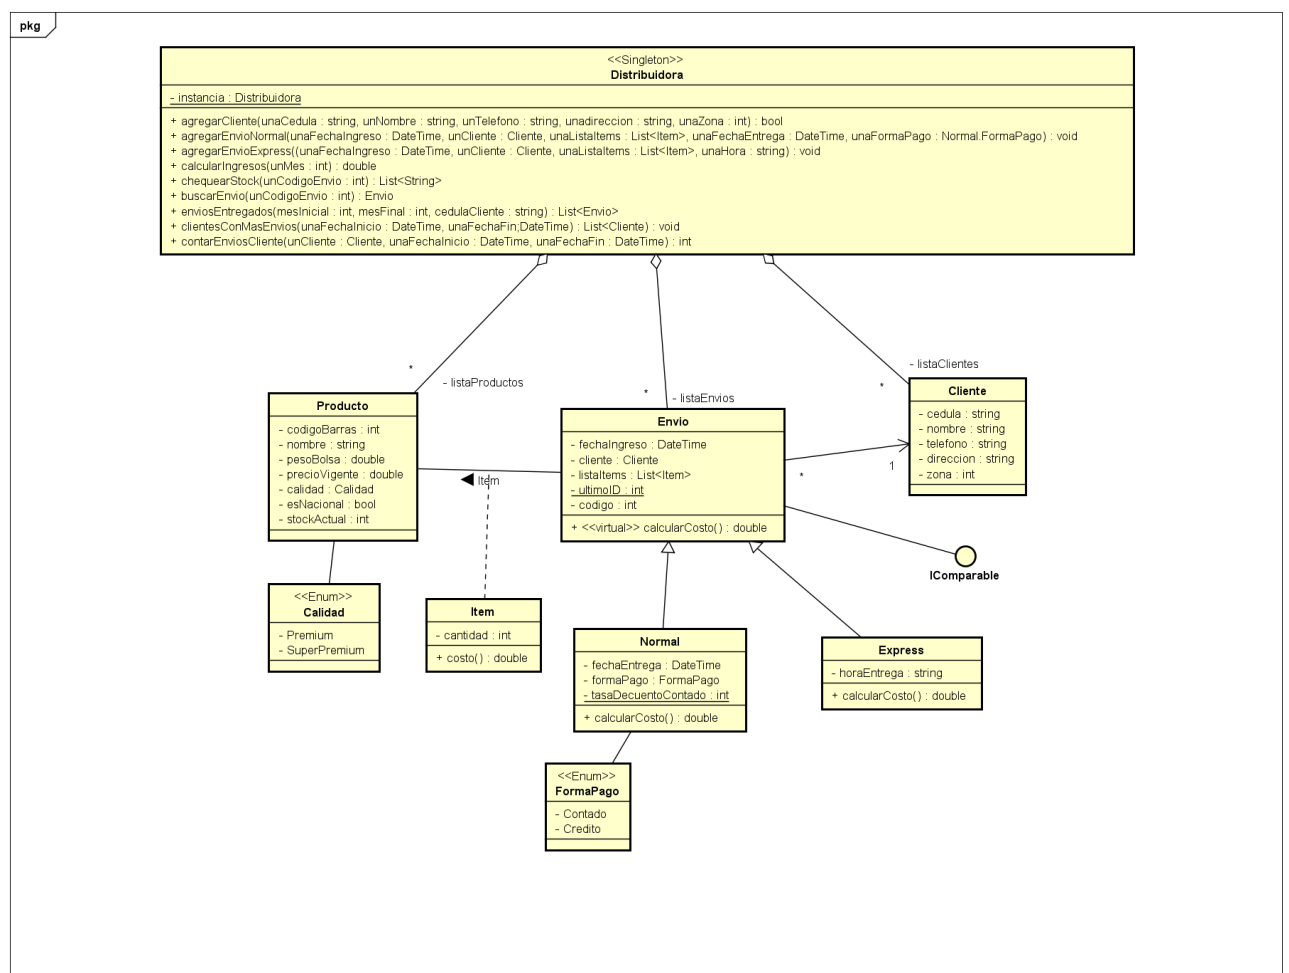 pkg
<<Singleton>>
Distribuidora
- instancia : Distribuidora
+ agregarCliente(unaCedula : string, unNombre : string, unTelefono : string, unadireccion : string, unaZona : int) : bool
+ agregarEnvioNormal(unaFechaIngreso : DateTime, unCliente : Cliente, unaListaItems : List<Item>, unaFechaEntrega : DateTime, unaFormaPago : Normal.FormaPago) : void
+ agregarEnvioExpress((unaFechaIngreso : DateTime, unCliente : Cliente, unaListaItems : List<Item>, unaHora : string) : void
+ calcularIngresos(unMes : int) : double
+ chequearStock(unCodigoEnvio : int) : List<String>
+ buscarEnvio(unCodigoEnvio : int) : Envio
+ enviosEntregados(mesInicial : int, mesFinal : int, cedulaCliente : string) : List<Envio>
+ clientesConMasEnvios(unaFechaInicio : DateTime, unaFechaFin;DateTime) : List<Cliente) : void
+ contarEnviosCliente(unCliente : Cliente, unaFechaInicio : DateTime, unaFechaFin : DateTime) : int
*
- listaProductos
*
- listaEnvios
- listaClientes
*
Producto
- codigoBarras : int
- nombre : string
- pesoBolsa : double
- precioVigente : double
- calidad : Calidad
- esNacional : bool
- stockActual : int
Item
Envio
- fechaIngreso : DateTime
- cliente : Cliente
- listaItems : List<Item>
- ultimoID : int
- codigo : int
+ <<virtual>> calcularCosto() : double
1
*
Cliente
- cedula : string
- nombre : string
- telefono : string
- direccion : string
- zona : int
IComparable
<<Enum>>
Calidad
- Premium
- SuperPremium
Item
- cantidad : int
+ costo() : double
Normal
- fechaEntrega : DateTime
- formaPago : FormaPago
- tasaDecuentoContado : int
+ calcularCosto() : double
Express
- horaEntrega : string
+ calcularCosto() : double
<<Enum>>
FormaPago
- Contado
- Credito